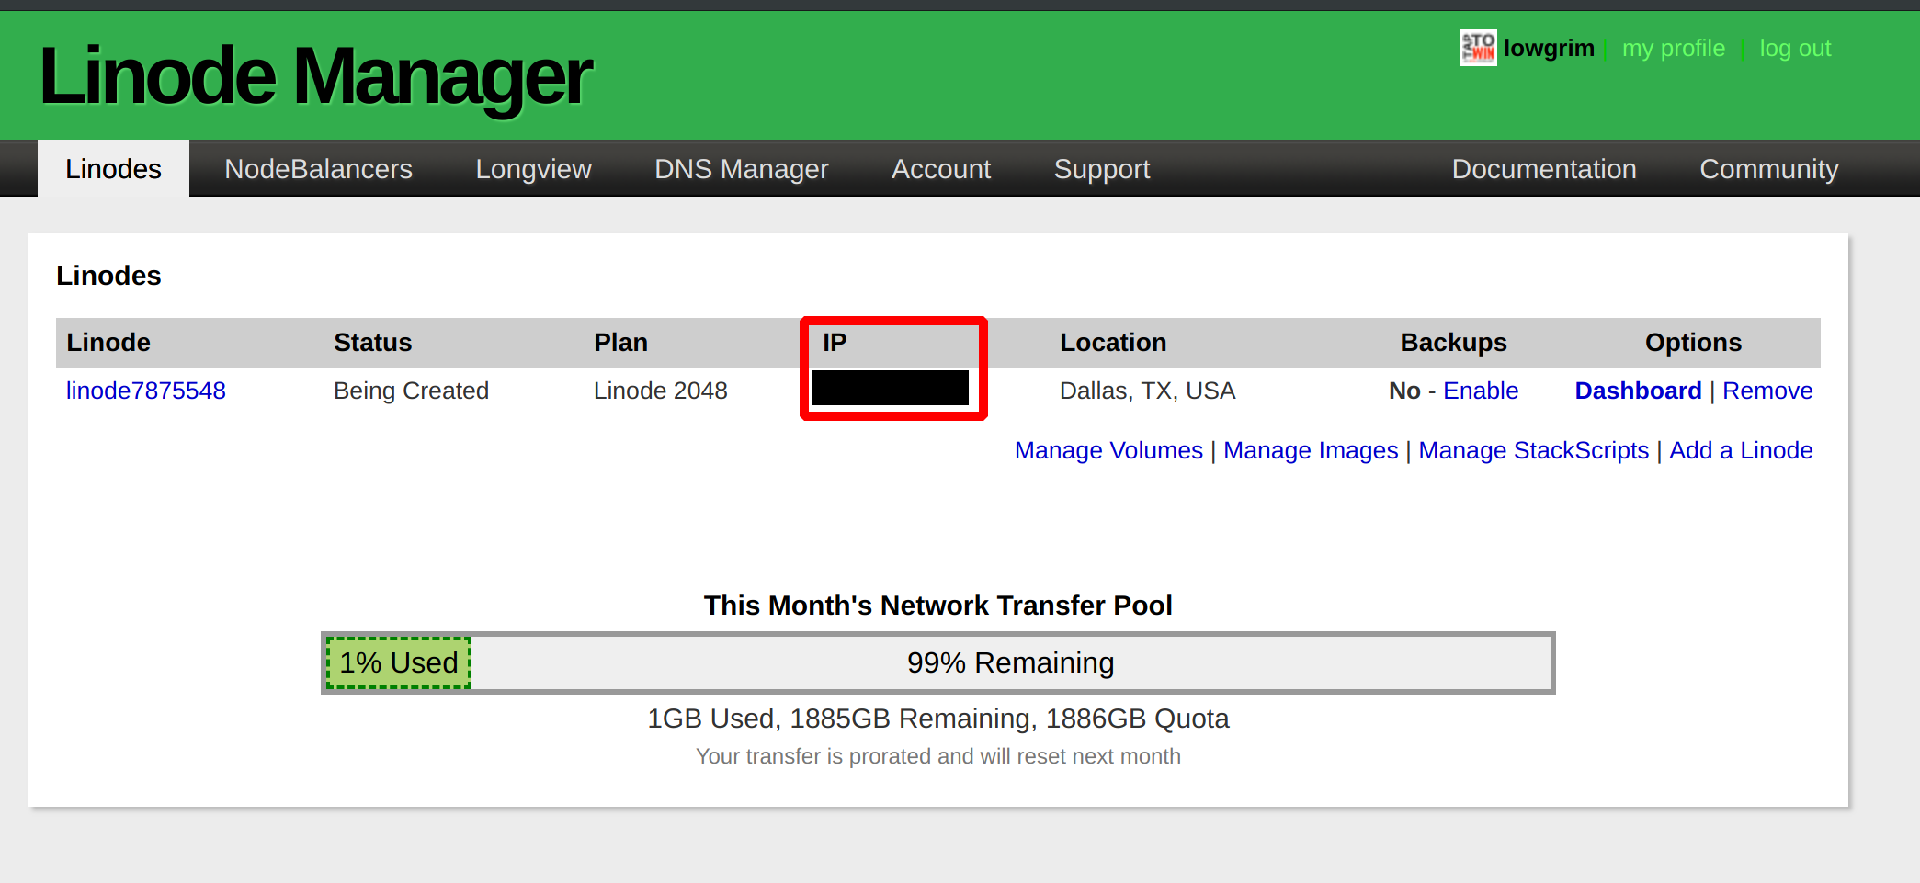 Linode Manager
TAS TO WIN lowgrim | my profile | log out
Linodes NodeBalancers Longview DNS Manager Account Support Documentation Community
Linodes
Linode Status Plan IP Location Backups Options
linode7875548 Being Created Linode 2048 Dallas, TX, USA No - Enable Dashboard | Remove
Manage Volumes | Manage Images | Manage StackScripts | Add a Linode
This Month's Network Transfer Pool
1% Used 99% Remaining
1GB Used, 1885GB Remaining, 1886GB Quota
Your transfer is prorated and will reset next month